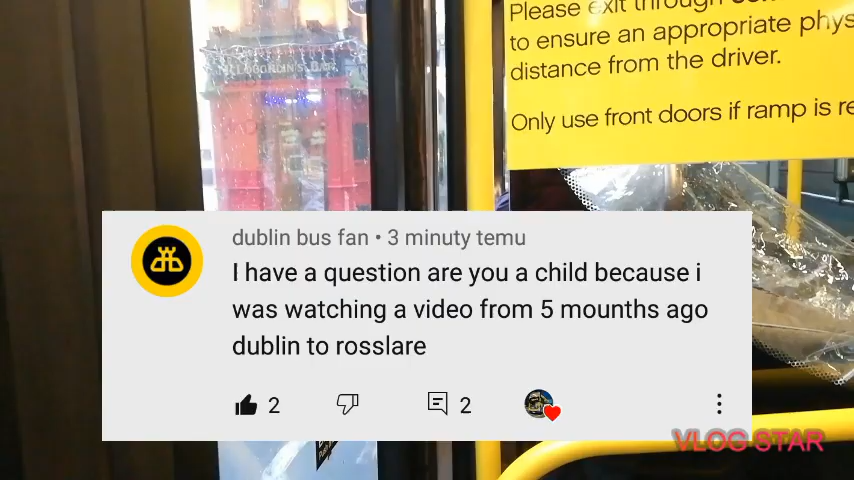 Please exit through
to ensure an appropriate phys
distance from the driver.
Only use front doors if ramp is re
dublin bus fan • 3 minuty temu
I have a question are you a child because i
was watching a video from 5 mounths ago
dublin to rosslare
2
2
VLOG STAR